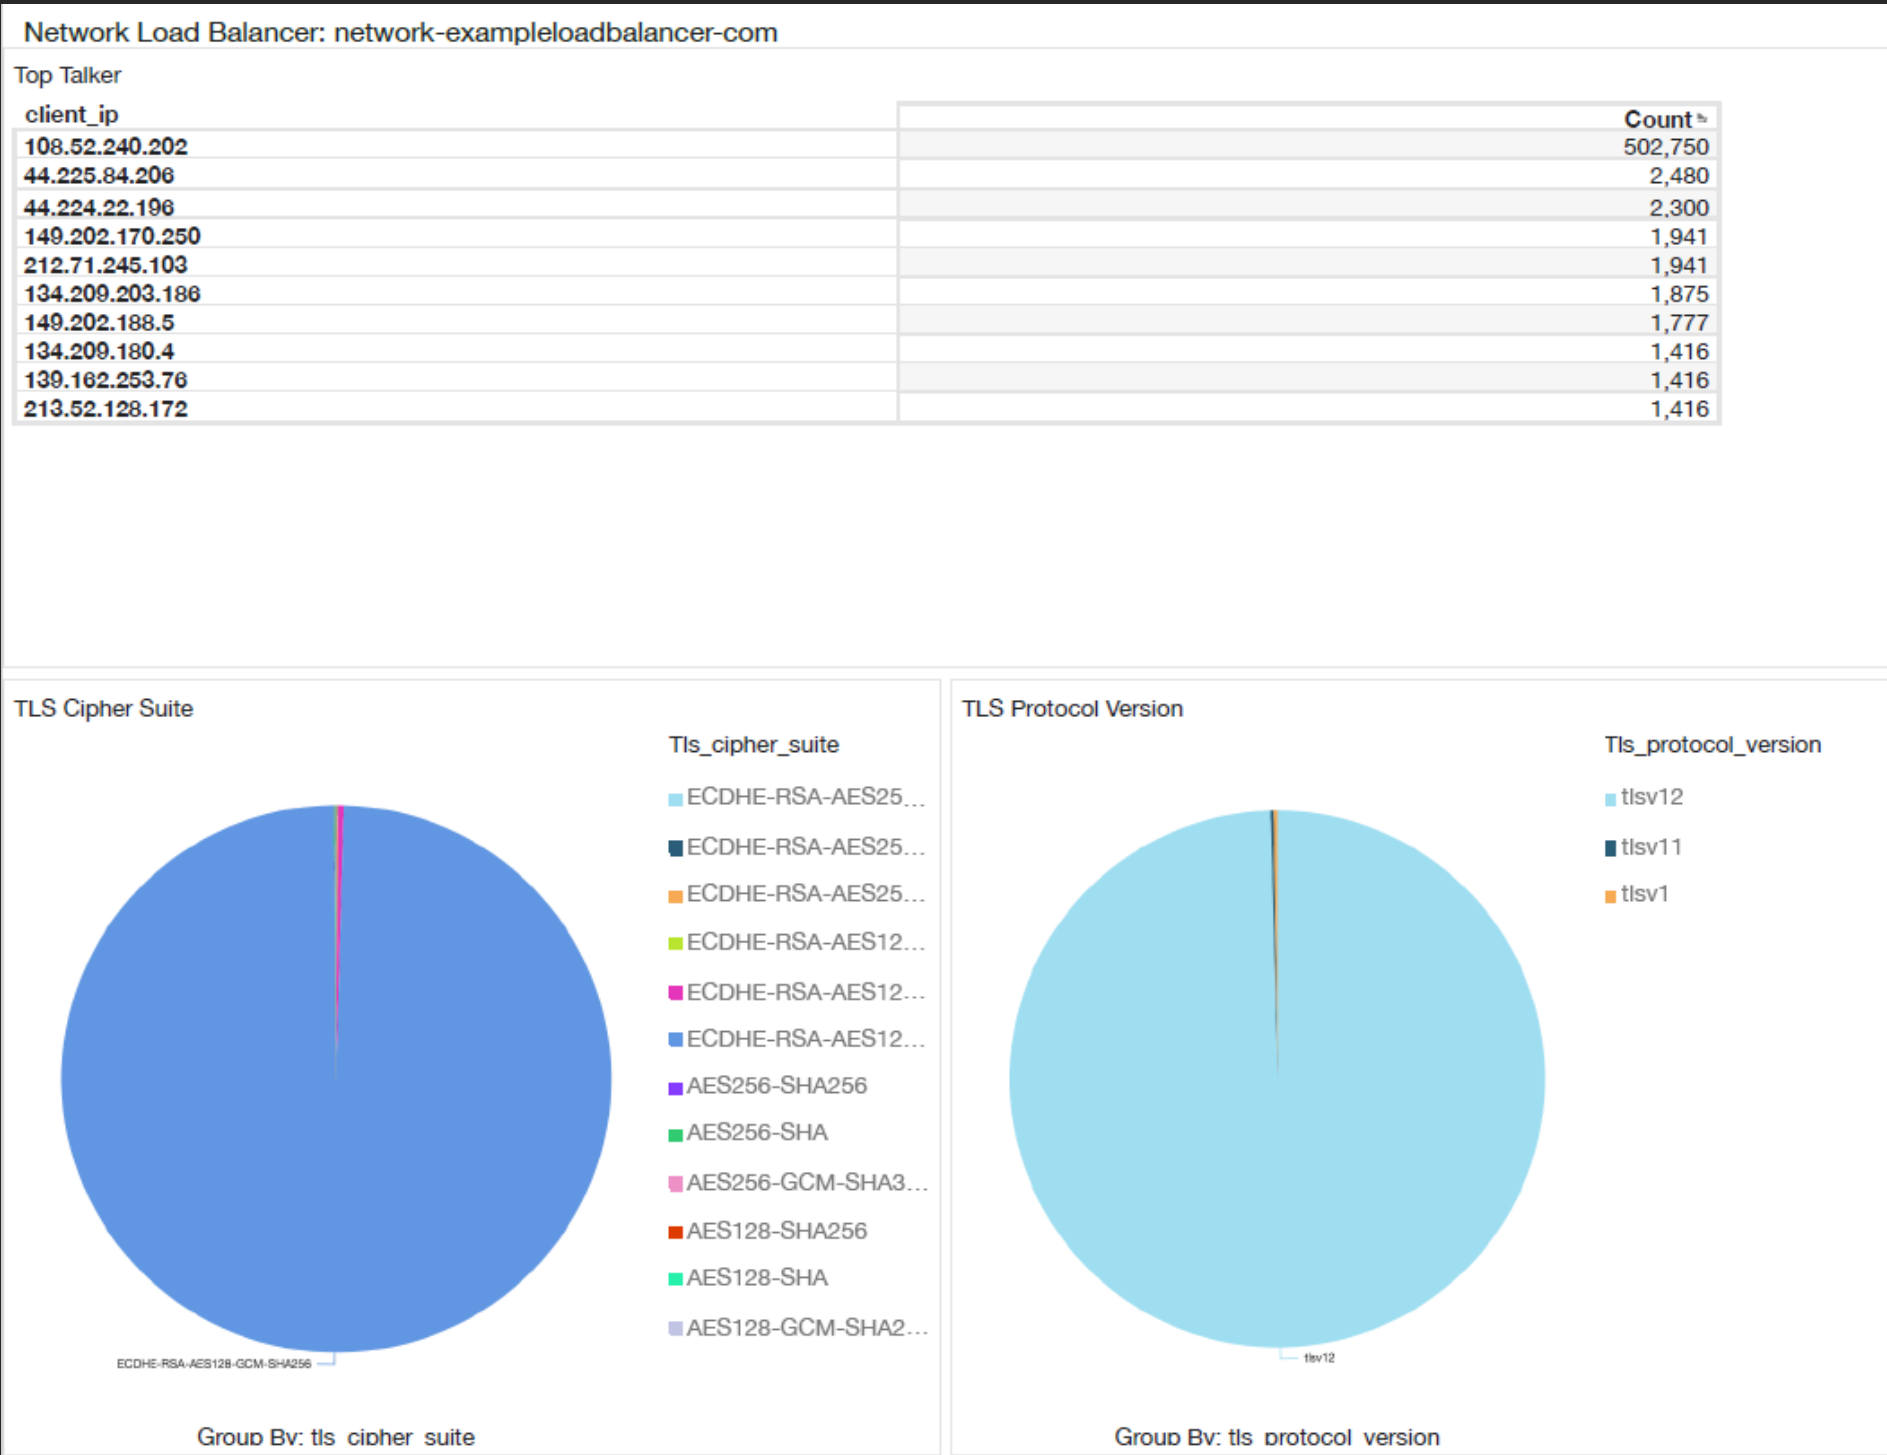 Network Load Balancer: network-exampleloadbalancer-com
Top Talker
client_ip Count
108.52.240.202 502,750
44.225.84.206 2,480
44.224.22.196 2,300
149.202.170.250 1,941
212.71.245.103 1,941
134.209.203.186 1,875
149.202.188.5 1,777
134.209.180.4 1,416
139.162.253.76 1,416
213.52.128.172 1,416
TLS Cipher Suite
Tls_cipher_suite
ECDHE-RSA-AES25...
ECDHE-RSA-AES25...
ECDHE-RSA-AES25...
ECDHE-RSA-AES12...
ECDHE-RSA-AES12...
ECDHE-RSA-AES12...
AES256-SHA256
AES256-SHA
AES256-GCM-SHA3...
AES128-SHA256
AES128-SHA
AES128-GCM-SHA2...
ECDHE-RSA-AES128-GCM-SHA256
Group By: tls_cipher_suite
TLS Protocol Version
Tls_protocol_version
tlsv12
tlsv11
tlsv1
tlsv12
Group By: tls_protocol_version